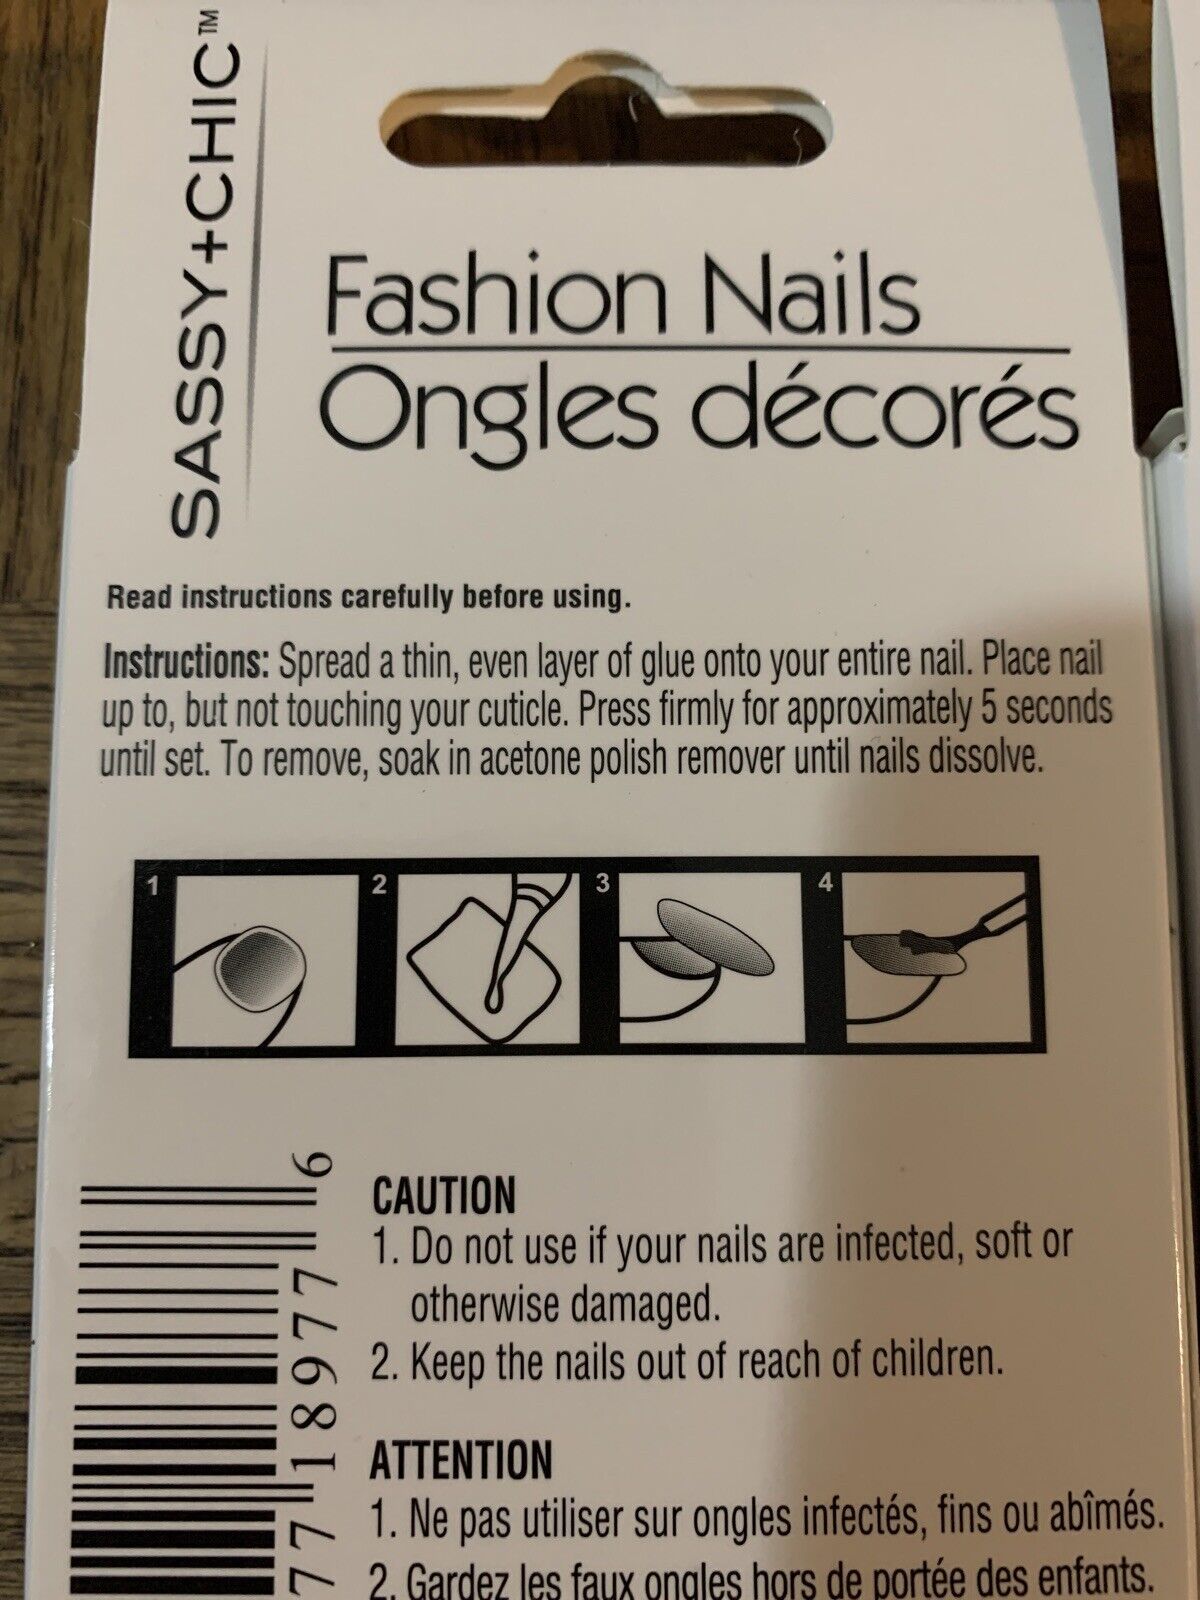 SASSY+CHIC™
Fashion Nails
Ongles décorés
Read instructions carefully before using.
Instructions: Spread a thin, even layer of glue onto your entire nail. Place nail
up to, but not touching your cuticle. Press firmly for approximately 5 seconds
until set. To remove, soak in acetone polish remover until nails dissolve.
1 2 3 4
CAUTION
1. Do not use if your nails are infected, soft or
otherwise damaged.
2. Keep the nails out of reach of children.
ATTENTION
1. Ne pas utiliser sur ongles infectés, fins ou abîmés.
2. Gardez les faux ongles hors de portée des enfants.
77 18977 6